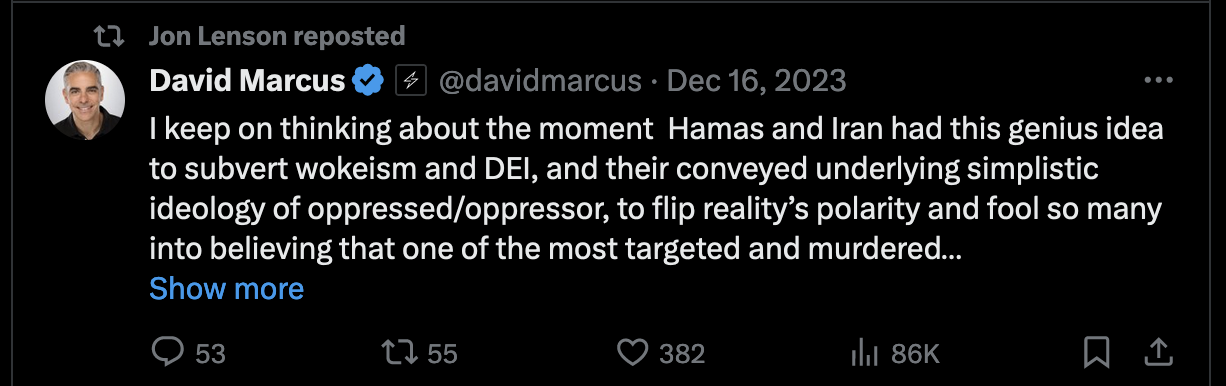 Jon Lenson reposted
David Marcus @davidmarcus · Dec 16, 2023
I keep on thinking about the moment  Hamas and Iran had this genius idea
to subvert wokeism and DEI, and their conveyed underlying simplistic
ideology of oppressed/oppressor, to flip reality’s polarity and fool so many
into believing that one of the most targeted and murdered...
Show more
53 55 382 86K